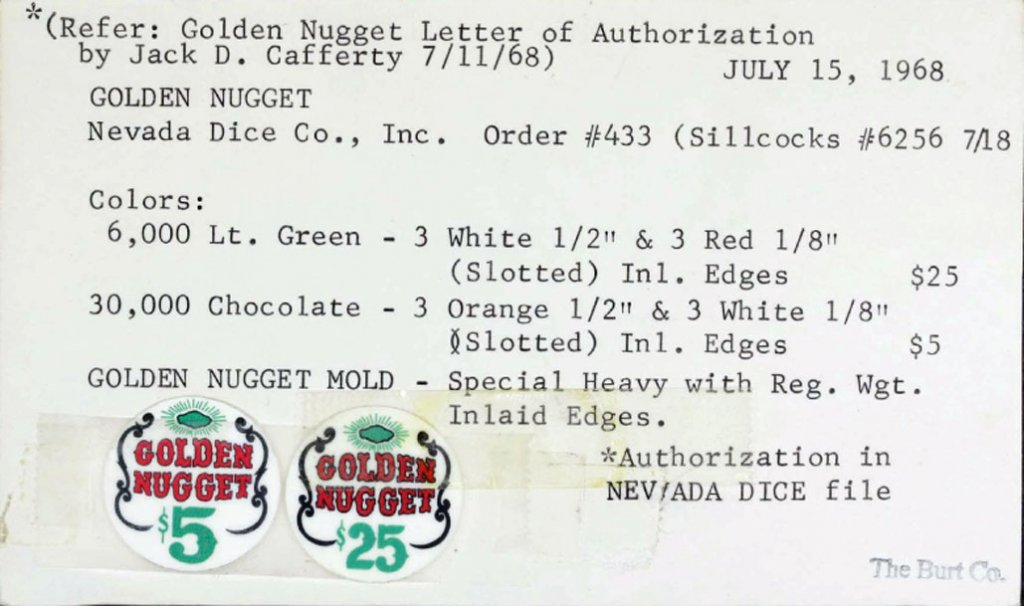 *(Refer: Golden Nugget Letter of Authorization
by Jack D. Cafferty 7/11/68)
JULY 15, 1968
GOLDEN NUGGET
Nevada Dice Co., Inc. Order #433 (Sillcocks #6256 7/18
Colors:
6,000 Lt. Green - 3 White 1/2" & 3 Red 1/8"
(Slotted) Inl. Edges $25
30,000 Chocolate - 3 Orange 1/2" & 3 White 1/8"
(Slotted) Inl. Edges $5
GOLDEN NUGGET MOLD - Special Heavy with Reg. Wgt.
Inlaid Edges.
*Authorization in
NEV/ADA DICE file
GOLDEN
NUGGET
$5
GOLDEN
NUGGET
$25
The Burt Co.